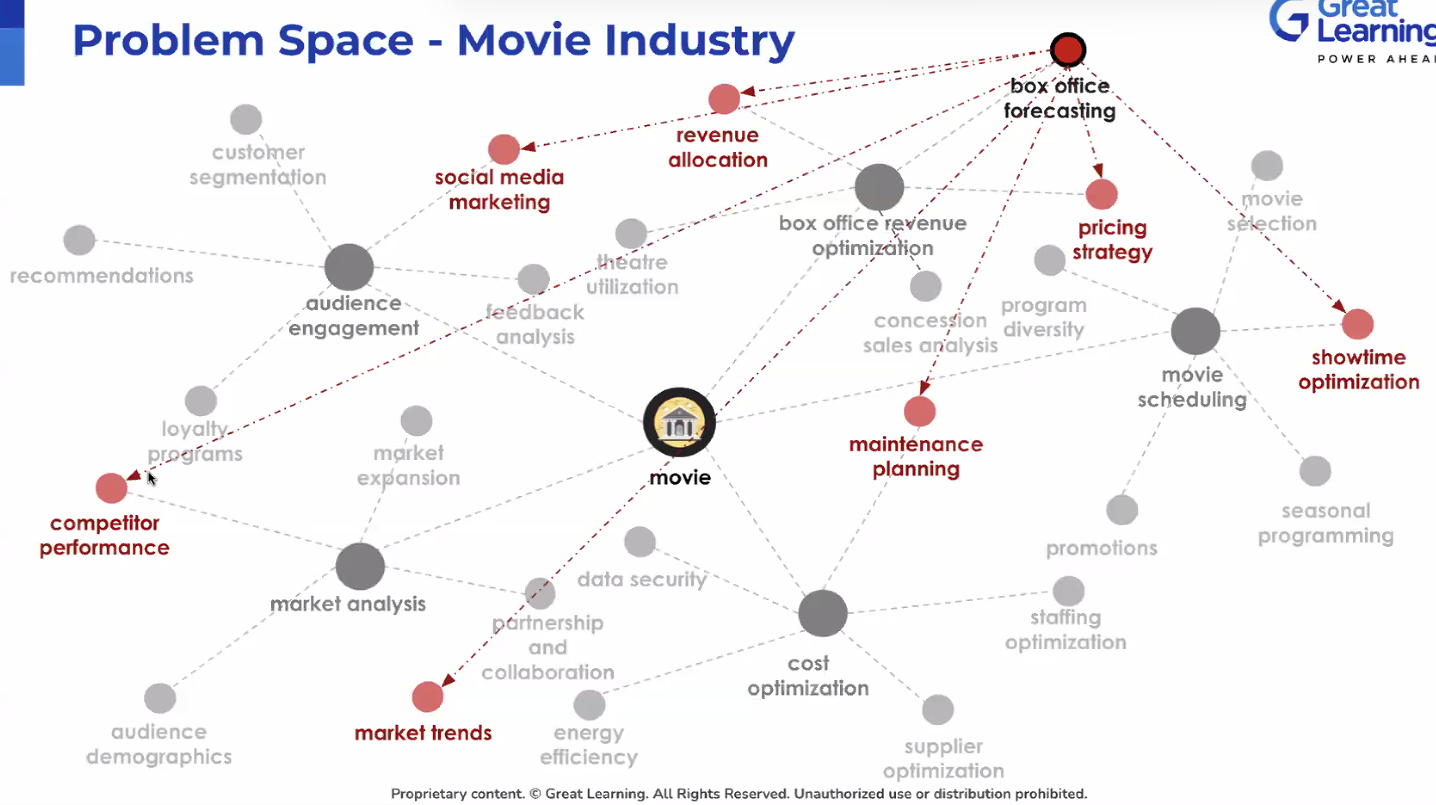 Problem Space - Movie Industry
Great
Learning
box office
forecasting
revenue
allocation
customer
segmentation
social media
marketing
movie
selection
box office revenue
optimization
pricing
strategy
recommendations
theatre
utilization
audience
engagement
feedback
analysis
concession
sales analysis
program
diversity
showtime
optimization
movie
scheduling
loyalty
programs
market
expansion
movie
maintenance
planning
competitor
performance
seasonal
programming
promotions
data security
market analysis
partnership
and
collaboration
staffing
optimization
cost
optimization
market trends
audience
demographics
energy
efficiency
supplier
optimization
Proprietary content. © Great Learning. All Rights Reserved. Unauthorized use or distribution prohibited.